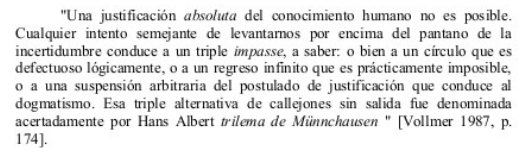 "Una justificación absoluta del conocimiento humano no es posible.
Cualquier intento semejante de levantarnos por encima del pantano de la
incertidumbre conduce a un triple impasse, a saber: o bien a un círculo que es
defectuoso lógicamente, o a un regreso infinito que es prácticamente imposible,
o a una suspensión arbitraria del postulado de justificación que conduce al
dogmatismo. Esa triple alternativa de callejones sin salida fue denominada
acertadamente por Hans Albert trilema de Münnchausen " [Vollmer 1987, p.
174].